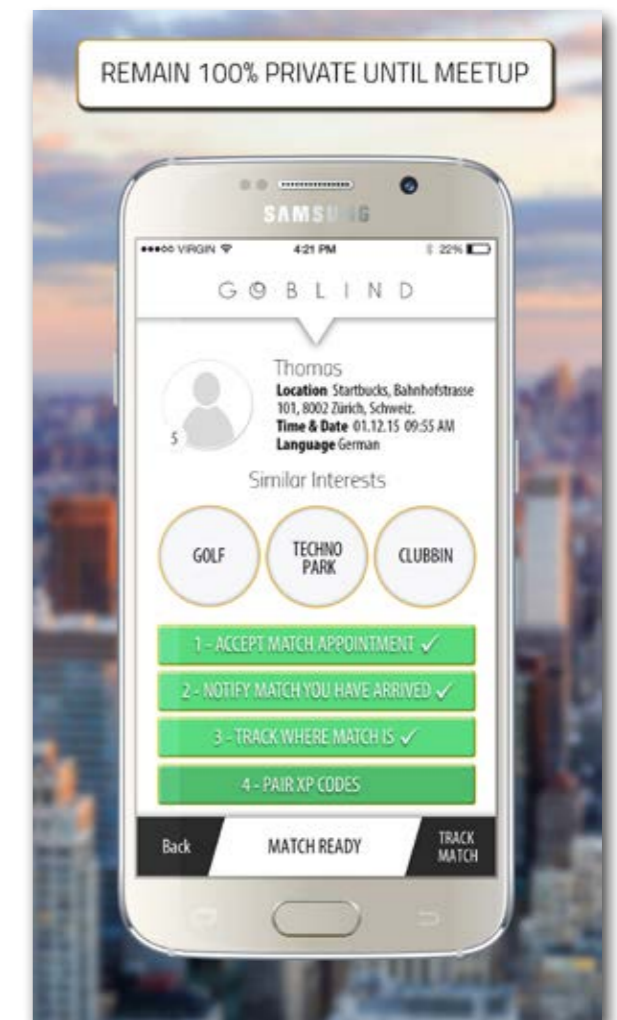 REMAIN 100% PRIVATE UNTIL MEETUP
SAMSUNG
VIRGIN 4:21 PM 22%
GOBLIND
Thomas
Location Startbucks, Bahnhofstrasse
101, 8002 Zürich, Schweiz.
Time & Date 01.12.15 09:55 AM
Language German
5
Similar Interests
GOLF
TECHNO
PARK
CLUBBIN
1 - ACCEPT MATCH APPOINTMENT ✓
2 - NOTIFY MATCH YOU HAVE ARRIVED ✓
3 - TRACK WHERE MATCH IS ✓
4 - PAIR XP CODES
Back
MATCH READY
TRACK
MATCH